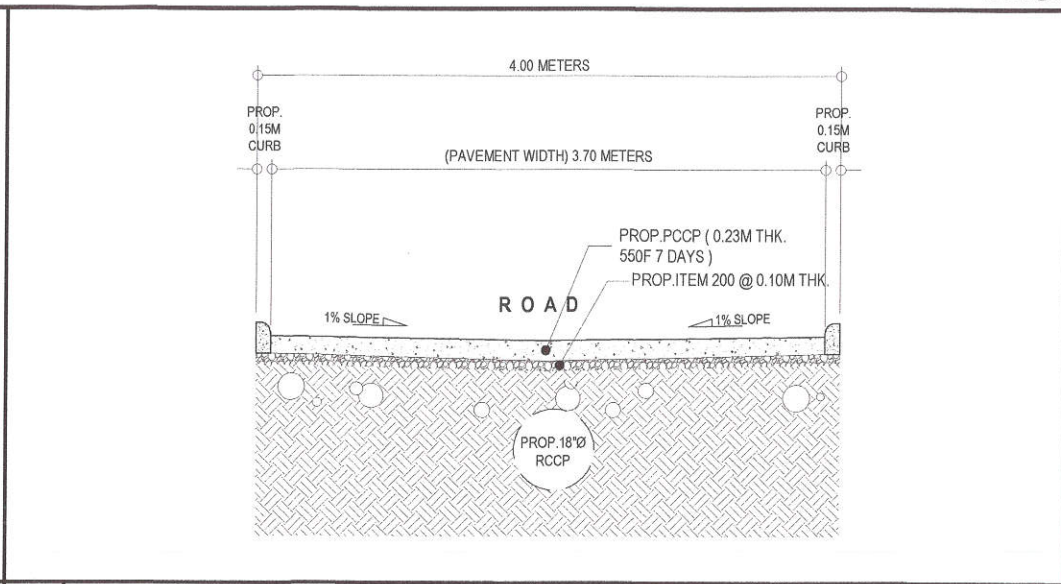 4.00 METERS
PROP.
0.15M
CURB
PROP.
0.15M
CURB
(PAVEMENT WIDTH) 3.70 METERS
PROP.PCCP ( 0.23M THK.
550F 7 DAYS )
PROP.ITEM 200 @ 0.10M THK.
ROAD
1% SLOPE
1% SLOPE
PROP.18"Ø
RCCP